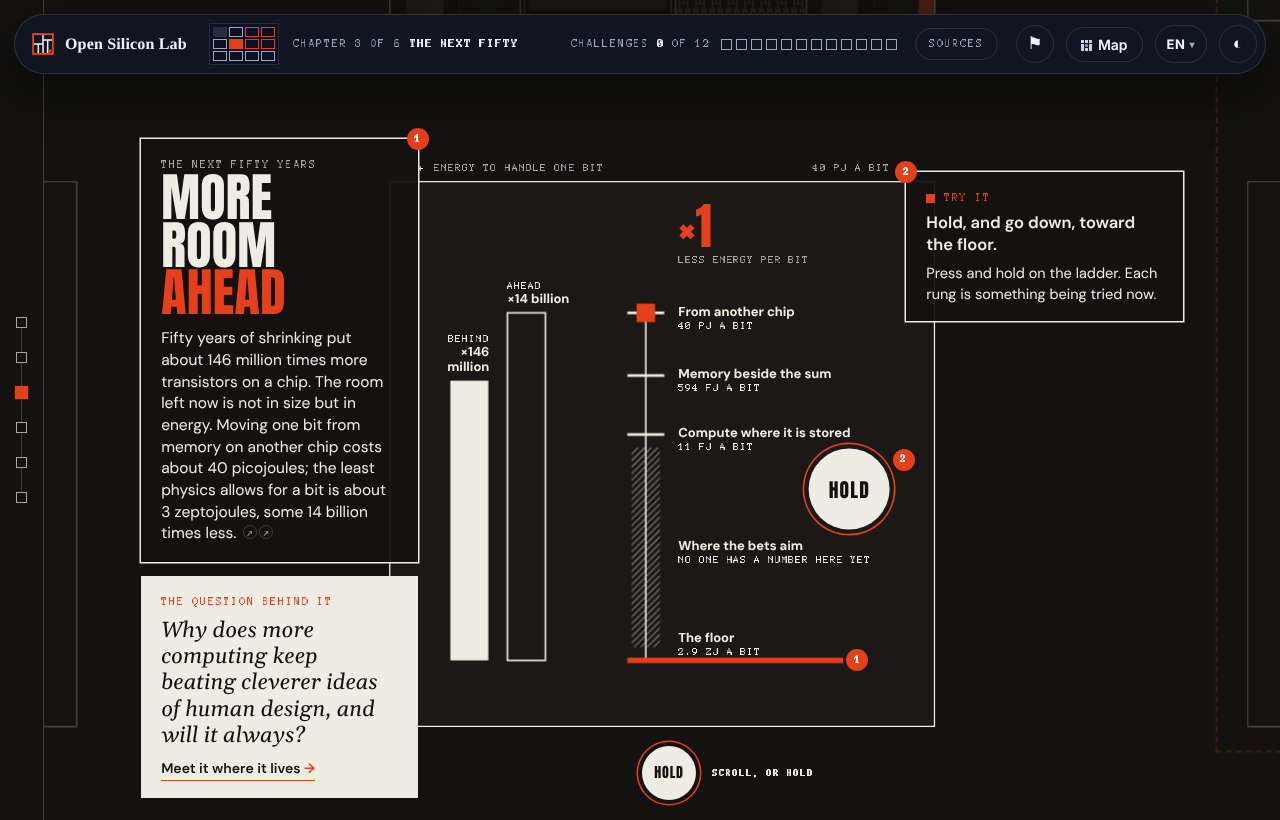 Open Silicon Lab
CHAPTER 3 OF 6 THE NEXT FIFTY
CHALLENGES 0 OF 12
SOURCES
Map
EN
1
THE NEXT FIFTY YEARS
MORE
ROOM
AHEAD
Fifty years of shrinking put
about 146 million times more
transistors on a chip. The room
left now is not in size but in
energy. Moving one bit from
memory on another chip costs
about 40 picojoules; the least
physics allows for a bit is about
3 zeptojoules, some 14 billion
times less.
THE QUESTION BEHIND IT
Why does more
computing keep
beating cleverer ideas
of human design, and
will it always?
Meet it where it lives →
ENERGY TO HANDLE ONE BIT
40 PJ A BIT
×1
LESS ENERGY PER BIT
AHEAD
×14 billion
BEHIND
×146
million
From another chip
40 PJ A BIT
Memory beside the sum
594 FJ A BIT
Compute where it is stored
11 FJ A BIT
HOLD
2
Where the bets aim
NO ONE HAS A NUMBER HERE YET
The floor
2.9 ZJ A BIT
1
2
TRY IT
Hold, and go down, toward
the floor.
Press and hold on the ladder. Each
rung is something being tried now.
HOLD
SCROLL, OR HOLD